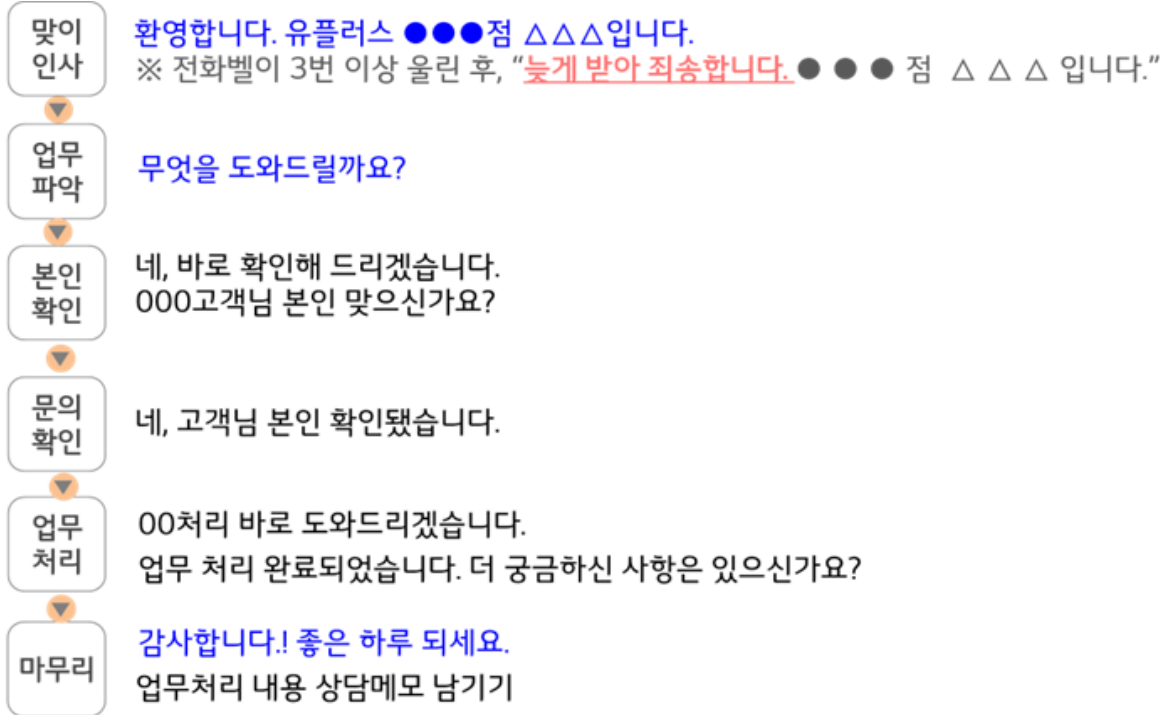 맞이
인사
환영합니다. 유플러스 ●●●점 △△△입니다.
※ 전화벨이 3번 이상 울린 후, “늦게 받아 죄송합니다. ● ● ● 점 △ △ △ 입니다.”
▼
업무
파악
무엇을 도와드릴까요?
▼
본인
확인
네, 바로 확인해 드리겠습니다.
000고객님 본인 맞으신가요?
▼
문의
확인
네, 고객님 본인 확인됐습니다.
▼
업무
처리
00처리 바로 도와드리겠습니다.
업무 처리 완료되었습니다. 더 궁금하신 사항은 있으신가요?
▼
마무리
감사합니다.! 좋은 하루 되세요.
업무처리 내용 상담메모 남기기